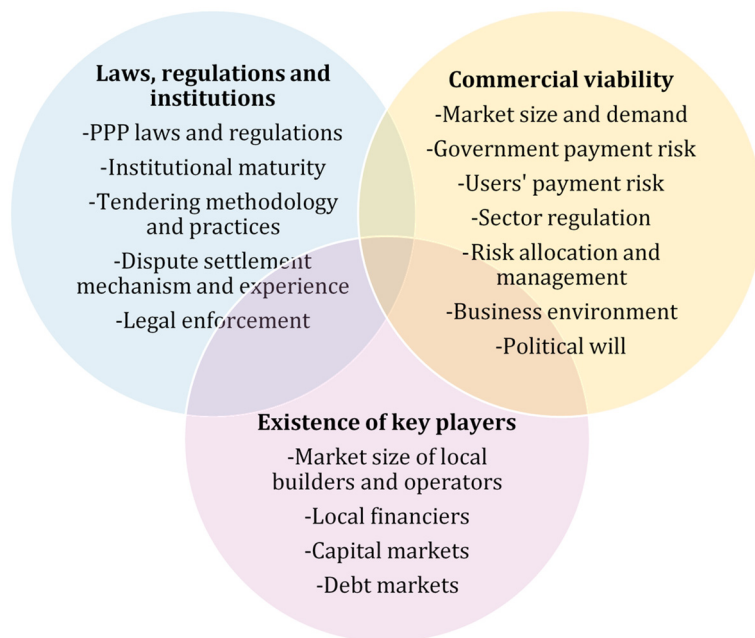 Laws, regulations and
institutions
-PPP laws and regulations
-Institutional maturity
-Tendering methodology
and practices
-Dispute settlement
mechanism and experience
-Legal enforcement
Commercial viability
-Market size and demand
-Government payment risk
-Users' payment risk
-Sector regulation
-Risk allocation and
management
-Business environment
-Political will
Existence of key players
-Market size of local
builders and operators
-Local financiers
-Capital markets
-Debt markets